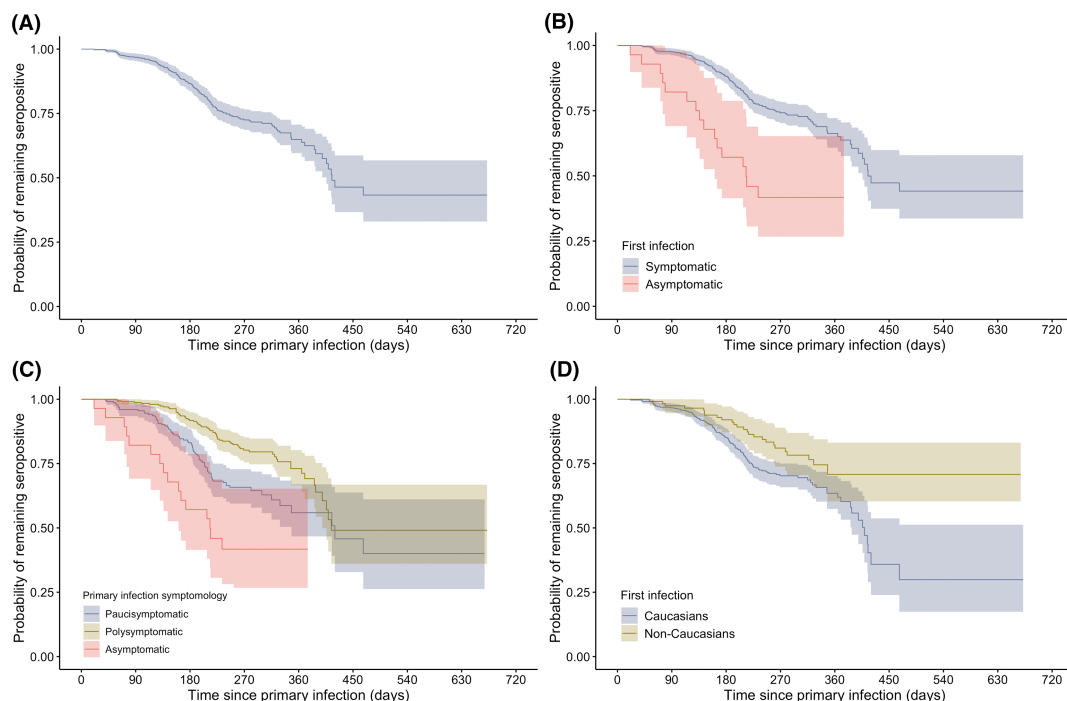 (A)
Probability of remaining seropositive
1.00
0.75
0.50
0.25
0.00
0 90 180 270 360 450 540 630 720
Time since primary infection (days)
(B)
Probability of remaining seropositive
1.00
0.75
0.50
0.25
0.00
First infection
Symptomatic
Asymptomatic
0 90 180 270 360 450 540 630 720
Time since primary infection (days)
(C)
Probability of remaining seropositive
1.00
0.75
0.50
0.25
0.00
Primary infection symptomology
Paucisymptomatic
Polysymptomatic
Asymptomatic
0 90 180 270 360 450 540 630 720
Time since primary infection (days)
(D)
Probability of remaining seropositive
1.00
0.75
0.50
0.25
0.00
First infection
Caucasians
Non-Caucasians
0 90 180 270 360 450 540 630 720
Time since primary infection (days)